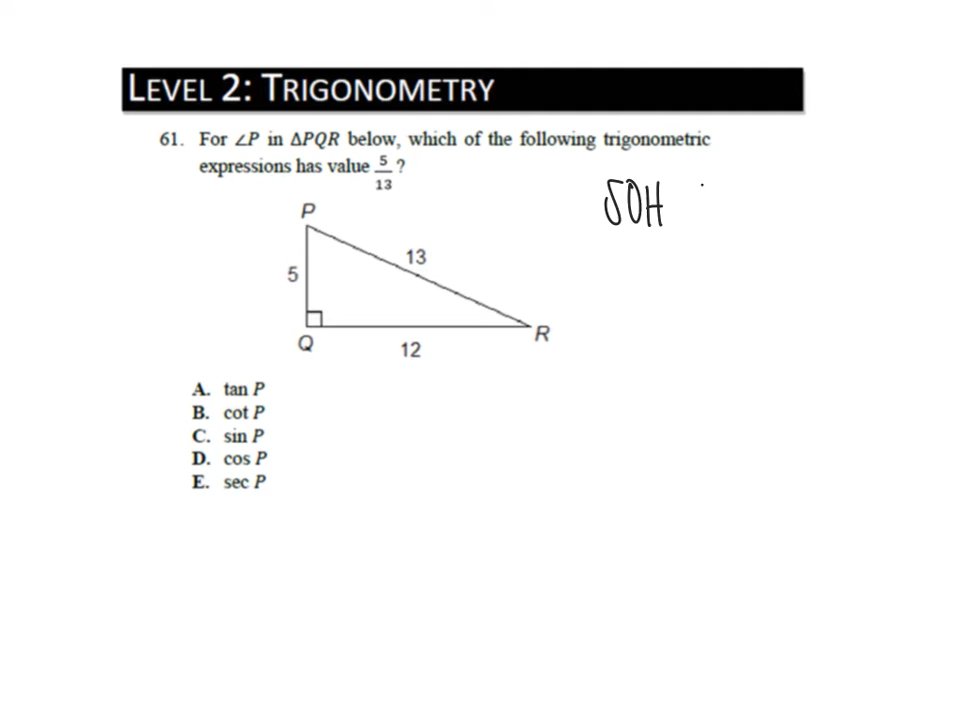 LEVEL 2: TRIGONOMETRY
61. For ∠P in ΔPQR below, which of the following trigonometric
expressions has value 5/13 ?
SOH
P
13
5
Q
12
R
A. tan P
B. cot P
C. sin P
D. cos P
E. sec P